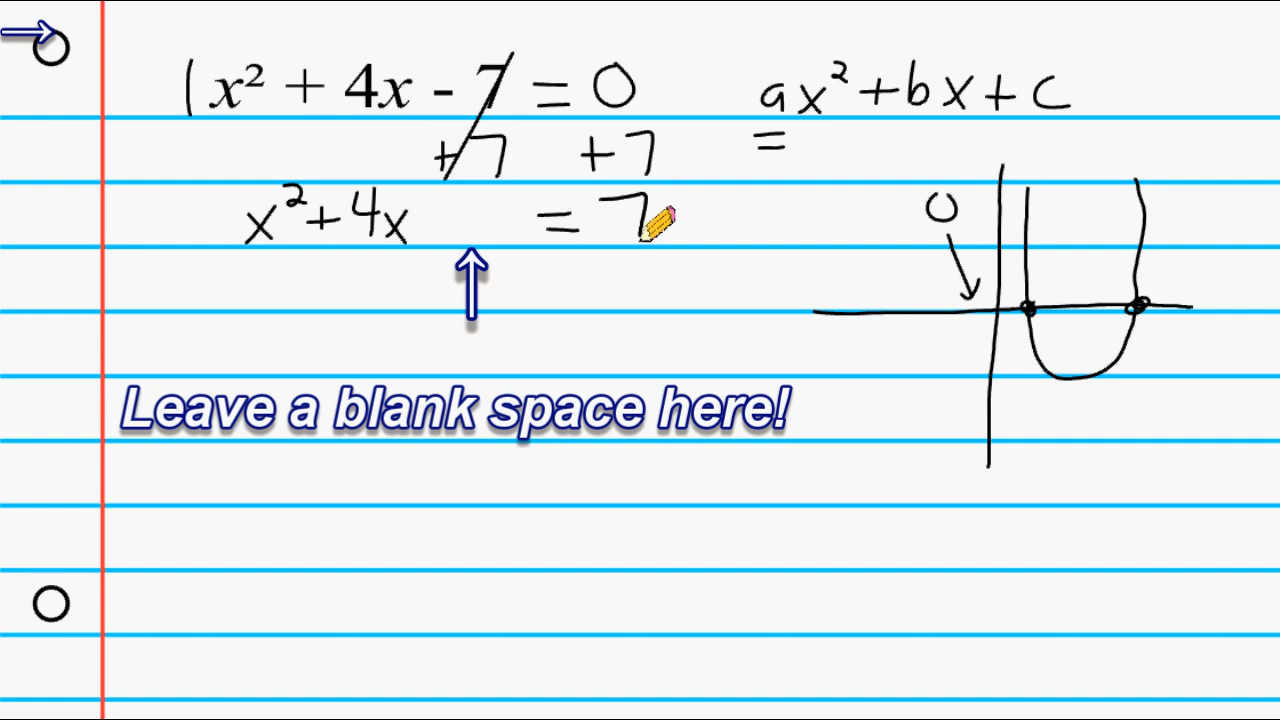 1x² + 4x - 7 = 0
+7 +7
x² + 4x = 7
ax² + bx + c
=
0
Leave a blank space here!